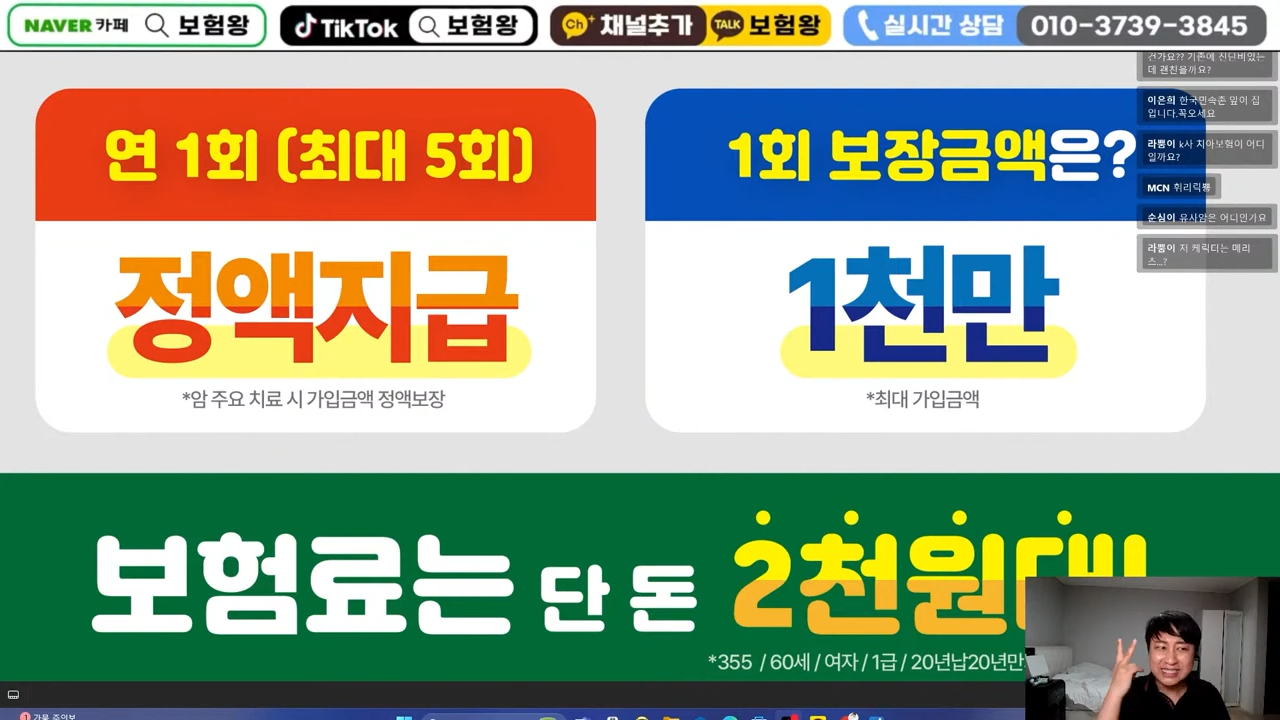 NAVER 카페 보험왕
TikTok 보험왕
Ch+ 채널추가 TALK 보험왕
실시간 상담 010-3739-3845
연 1회 (최대 5회)
정액지급
*암 주요 치료 시 가입금액 정액보장
1회 보장금액은?
1천만
*최대 가입금액
데 괜친을끼요?
이은희 한국민속촌 앞이 집
입니다.꼭오세요
라뽕이 k사 치아보험이 어디
일까요?
MCN 휘리릭뿅
순심이 유사암은 어디인가요
라뽕이 저 케릭터는 메리
츠...?
보험료는 단 돈 2천원대
*355 / 60세 / 여자 / 1급 / 20년납20년만